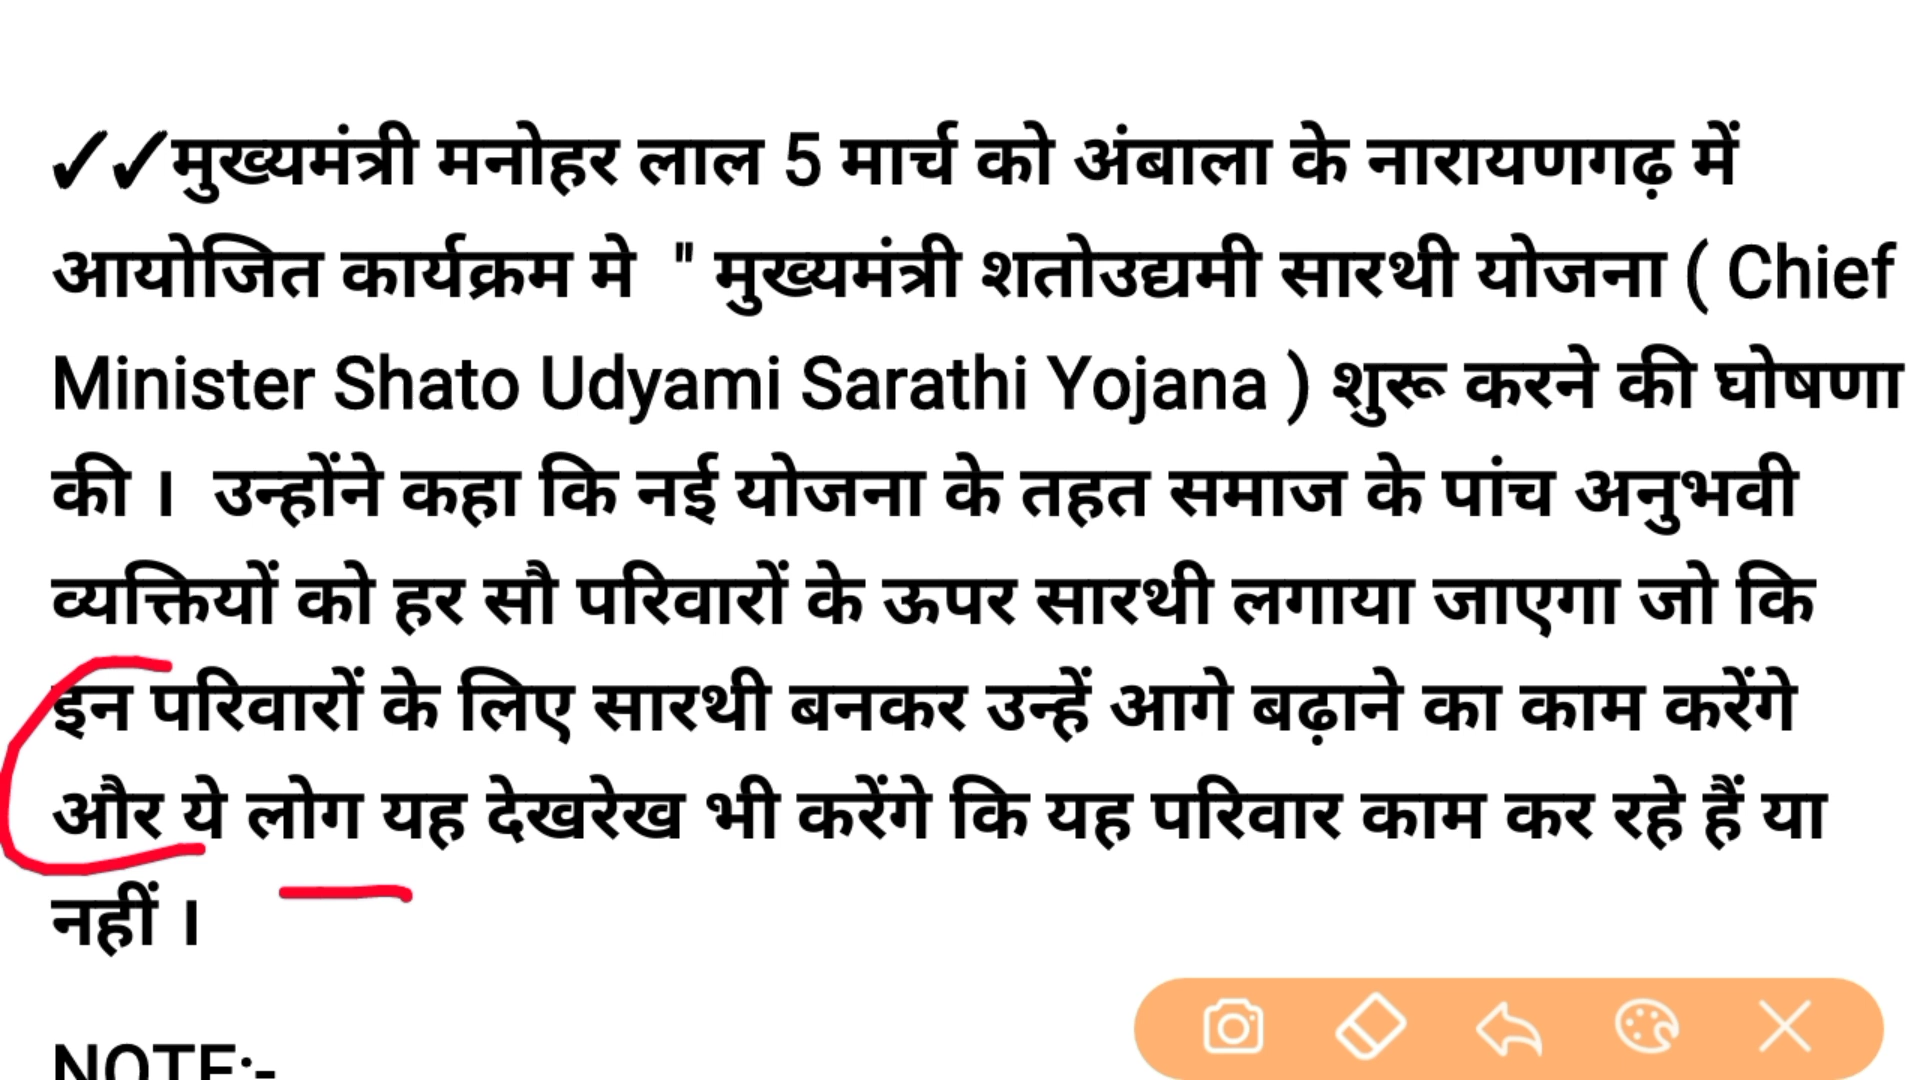 ✓✓मुख्यमंत्री मनोहर लाल 5 मार्च को अंबाला के नारायणगढ़ में
आयोजित कार्यक्रम मे " मुख्यमंत्री शतोउद्यमी सारथी योजना ( Chief
Minister Shato Udyami Sarathi Yojana ) शुरू करने की घोषणा
की । उन्होंने कहा कि नई योजना के तहत समाज के पांच अनुभवी
व्यक्तियों को हर सौ परिवारों के ऊपर सारथी लगाया जाएगा जो कि
इन परिवारों के लिए सारथी बनकर उन्हें आगे बढ़ाने का काम करेंगे
और ये लोग यह देखरेख भी करेंगे कि यह परिवार काम कर रहे हैं या
नहीं ।
NOTE:-